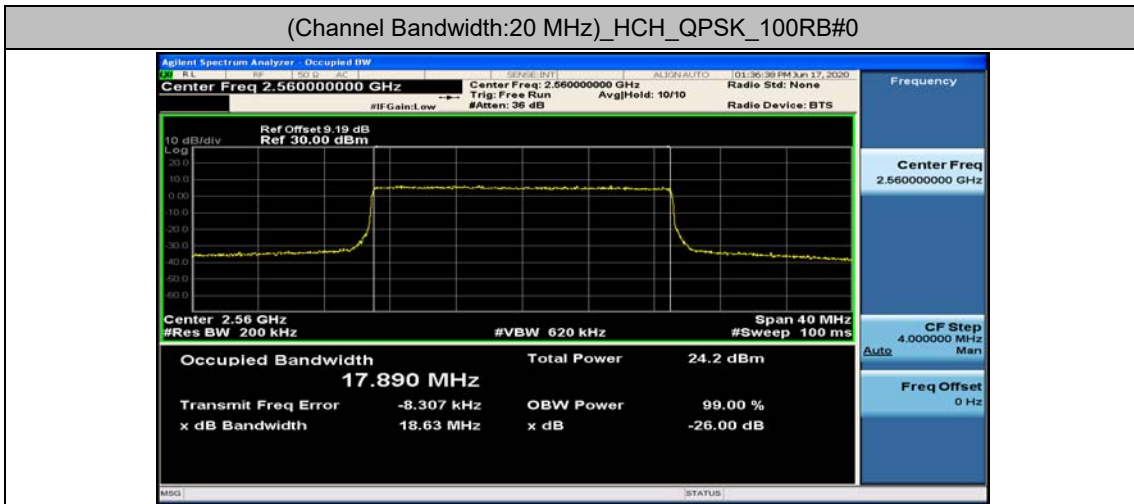 (Channel Bandwidth:20 MHz)_HCH_QPSK_100RB#0
Agilent Spectrum Analyzer - Occupied BW
LXI RL RF 50 Ω AC SENSE:INT ALIGN AUTO 01:36:38 PM Jun 17, 2020
Center Freq 2.560000000 GHz
Center Freq: 2.560000000 GHz
Radio Std: None
Trig: Free Run Avg|Hold: 10/10
#IFGain:Low #Atten: 36 dB Radio Device: BTS
Frequency
Ref Offset 9.19 dB
10 dB/div Ref 30.00 dBm
Log
20.0
10.0
0.00
-10.0
-20.0
-30.0
-40.0
-50.0
-60.0
Center Freq
2.560000000 GHz
Center 2.56 GHz Span 40 MHz
#Res BW 200 kHz #VBW 620 kHz #Sweep 100 ms
CF Step
4.000000 MHz
Auto Man
Occupied Bandwidth Total Power 24.2 dBm
17.890 MHz
Transmit Freq Error -8.307 kHz OBW Power 99.00 %
x dB Bandwidth 18.63 MHz x dB -26.00 dB
Freq Offset
0 Hz
MSG STATUS